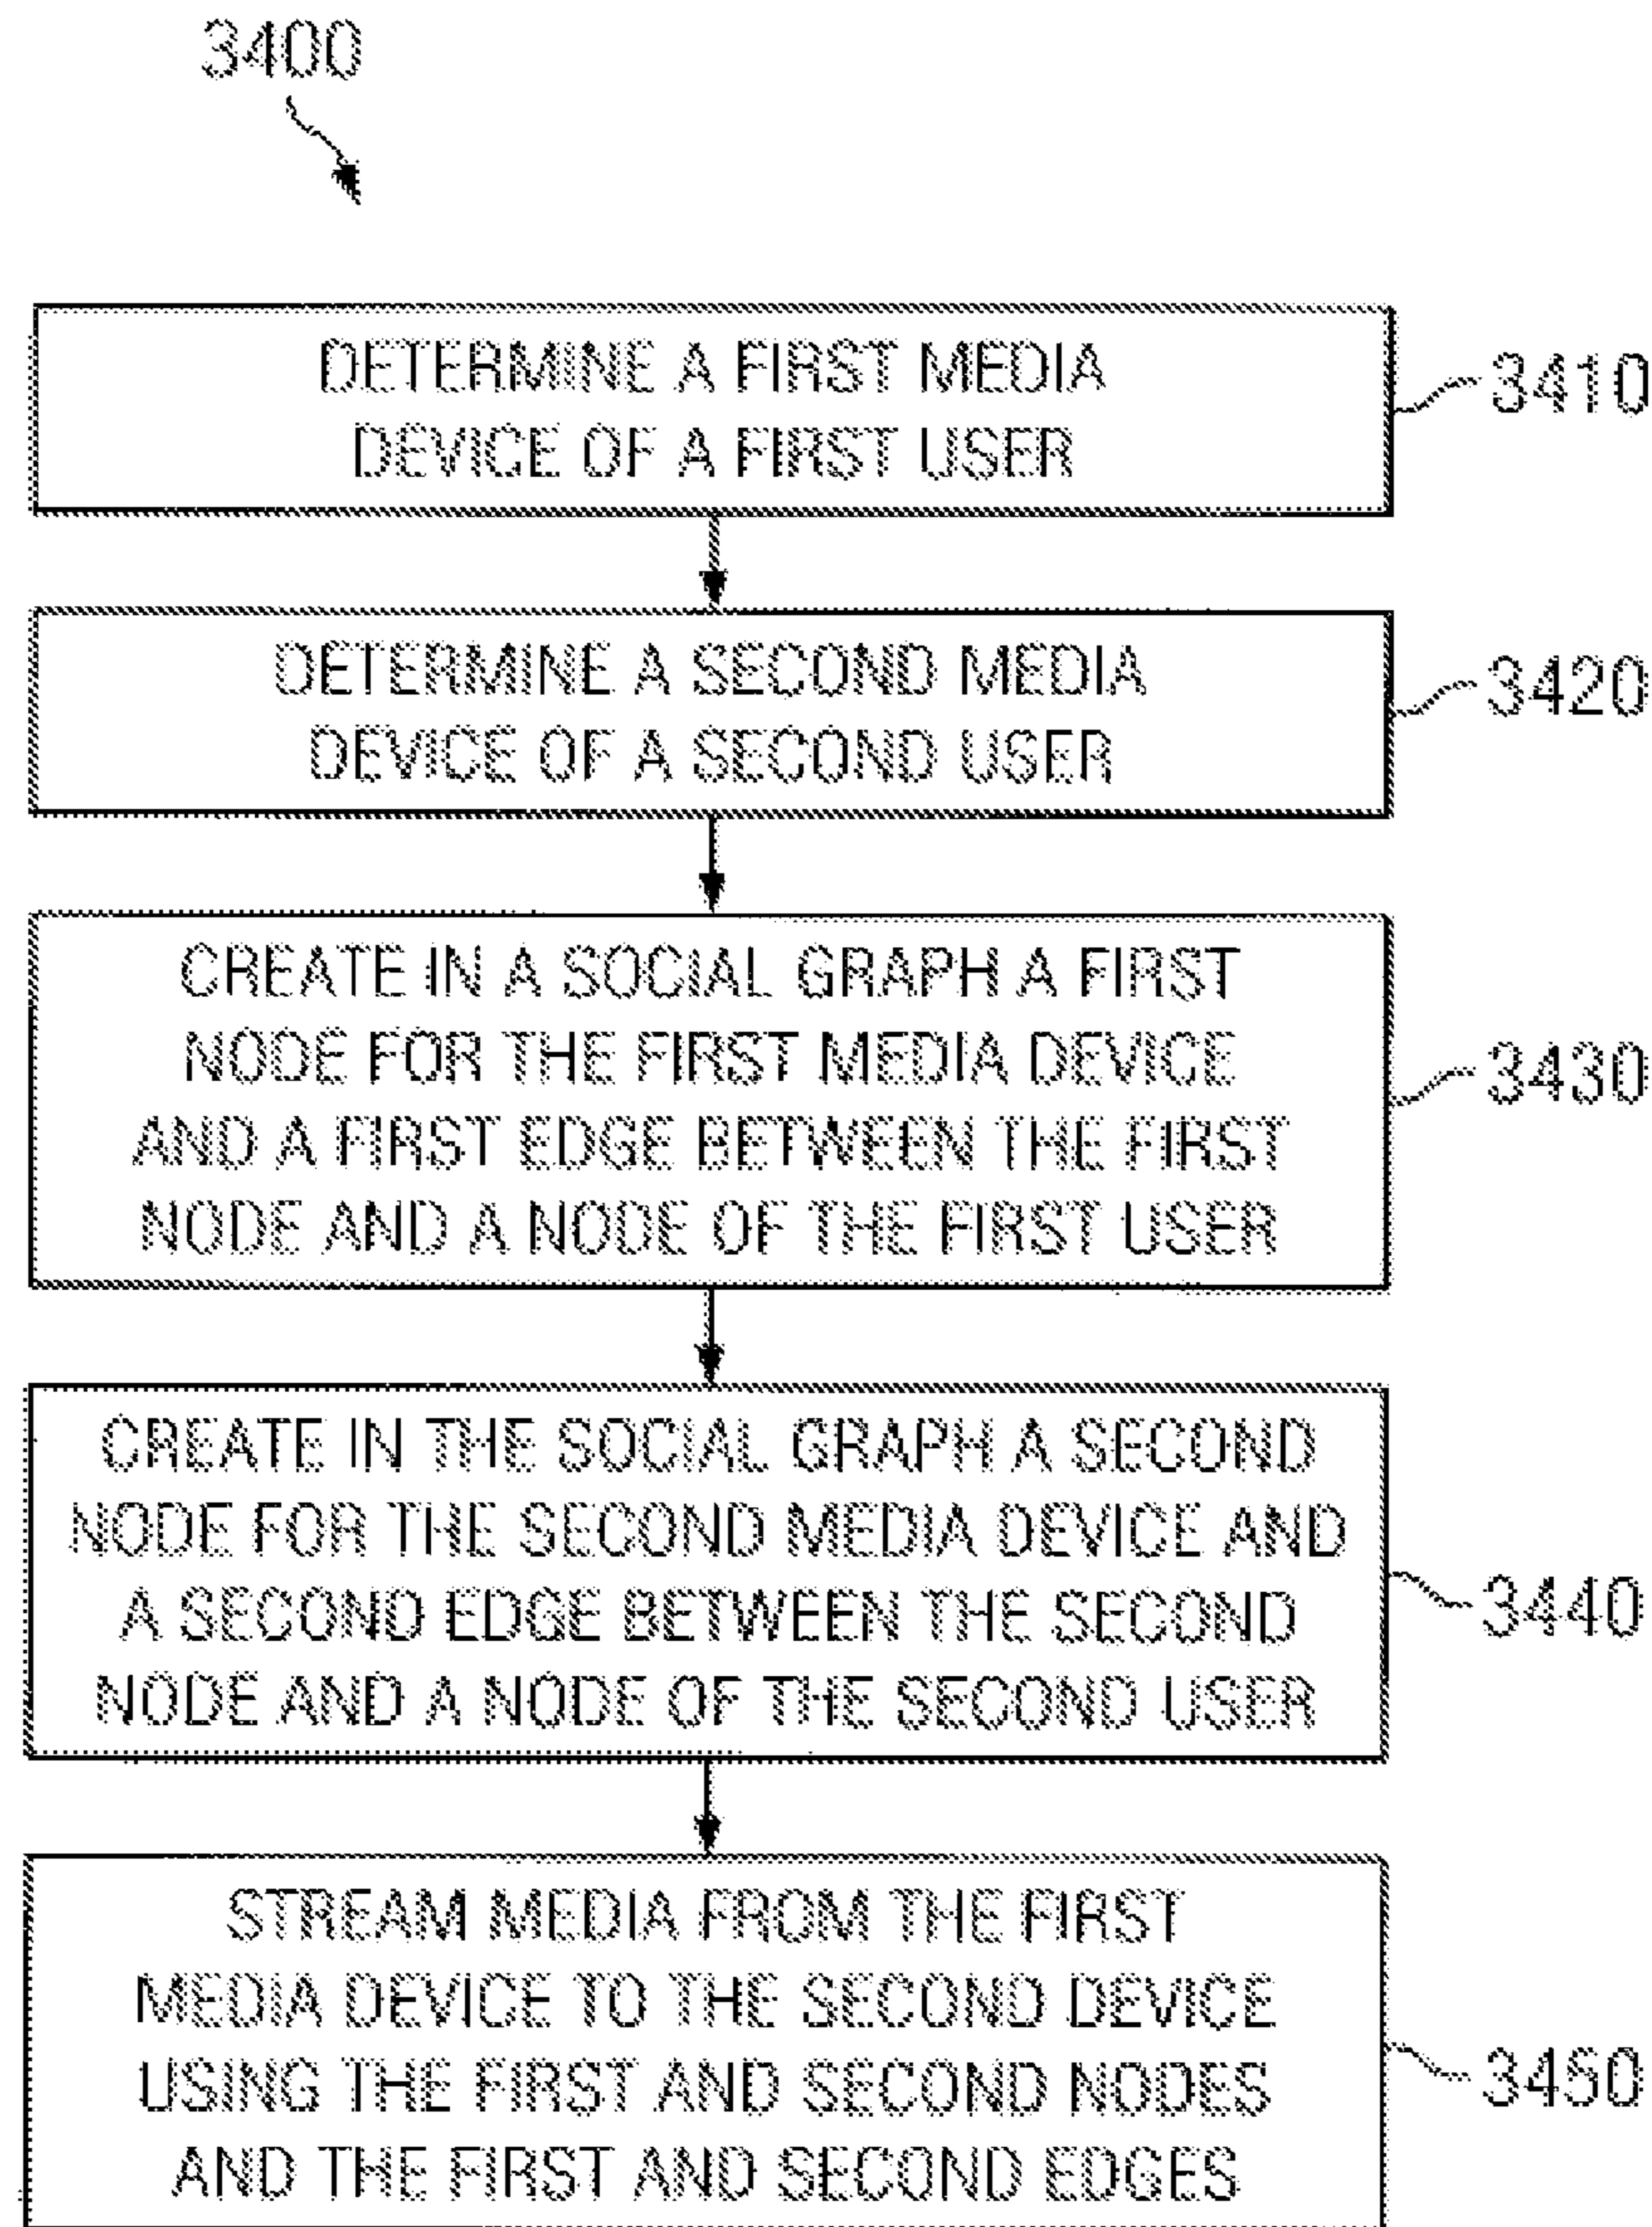 3400
DETERMINE A FIRST MEDIA
DEVICE OF A FIRST USER
3410
DETERMINE A SECOND MEDIA
DEVICE OF A SECOND USER
3420
CREATE IN A SOCIAL GRAPH A FIRST
NODE FOR THE FIRST MEDIA DEVICE
AND A FIRST EDGE BETWEEN THE FIRST
NODE AND A NODE OF THE FIRST USER
3430
CREATE IN THE SOCIAL GRAPH A SECOND
NODE FOR THE SECOND MEDIA DEVICE AND
A SECOND EDGE BETWEEN THE SECOND
NODE AND A NODE OF THE SECOND USER
3440
STREAM MEDIA FROM THE FIRST
MEDIA DEVICE TO THE SECOND DEVICE
USING THE FIRST AND SECOND NODES
AND THE FIRST AND SECOND EDGES
3450